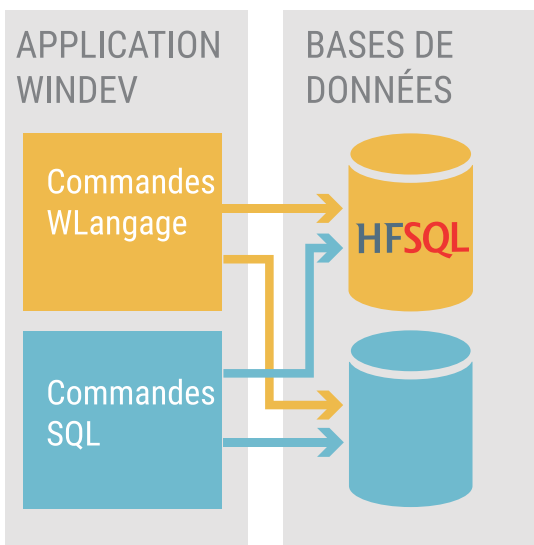 APPLICATION
WINDEV
BASES DE
DONNÉES
Commandes
WLangage
HFSQL
Commandes
SQL